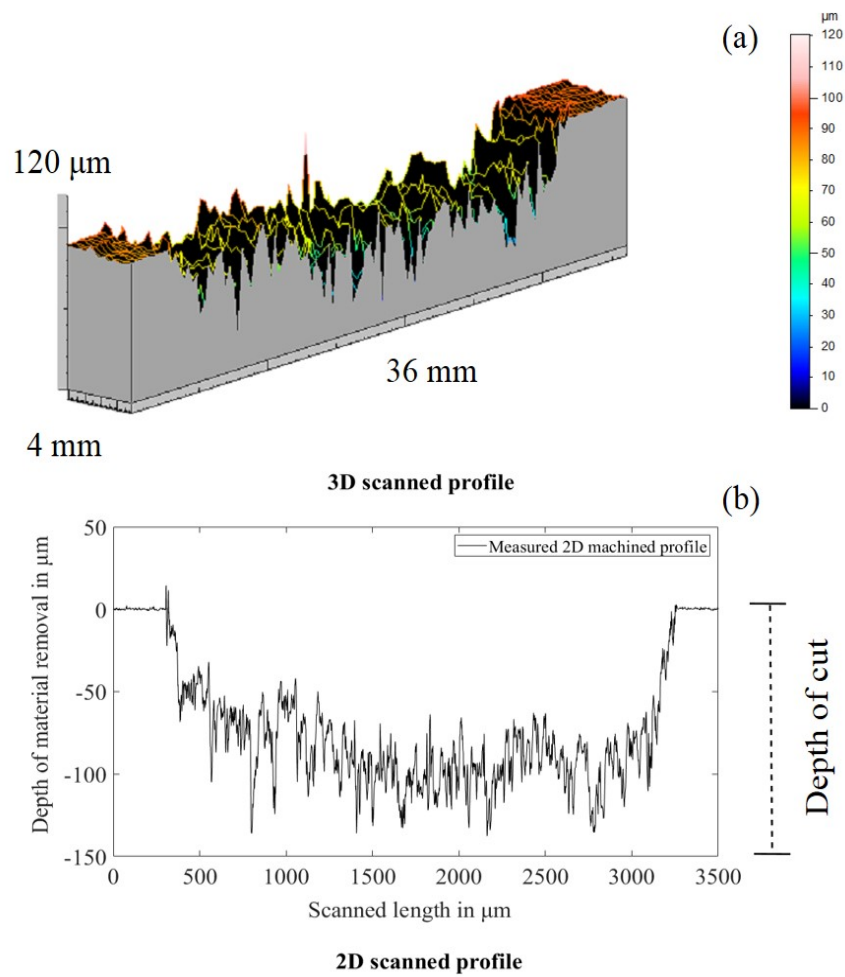 (a)
µm
120
110
100
90
80
70
60
50
40
30
20
10
0
120 µm
36 mm
4 mm
3D scanned profile
(b)
Measured 2D machined profile
50
0
-50
-100
-150
Depth of material removal in µm
0 500 1000 1500 2000 2500 3000 3500
Scanned length in µm
Depth of cut
2D scanned profile